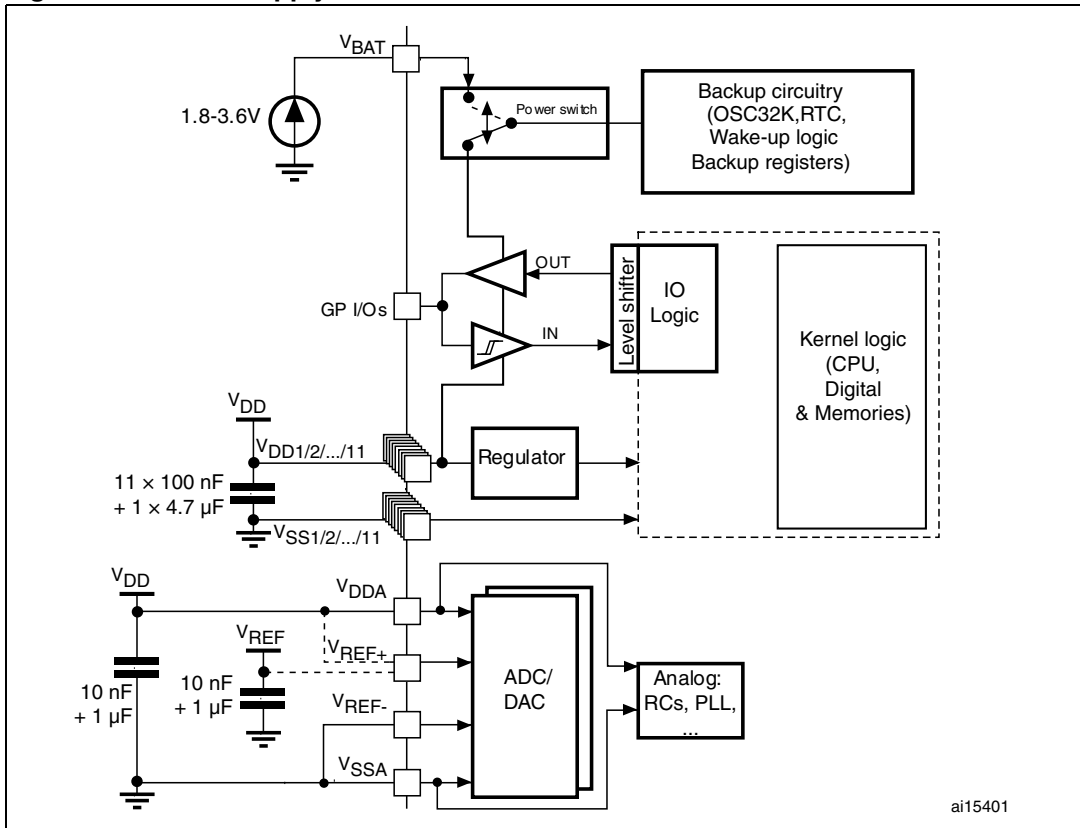 VBAT
1.8-3.6V
Power switch
Backup circuitry
(OSC32K,RTC,
Wake-up logic
Backup registers)
GP I/Os
OUT
IN
Level shifter
IO
Logic
Kernel logic
(CPU,
Digital
& Memories)
VDD
VDD1/2/.../11
Regulator
11 × 100 nF
+ 1 × 4.7 µF
VSS1/2/.../11
VDD
VDDA
VREF
VREF+
10 nF
+ 1 µF
10 nF
+ 1 µF
VREF-
VSSA
ADC/
DAC
Analog:
RCs, PLL,
...
ai15401